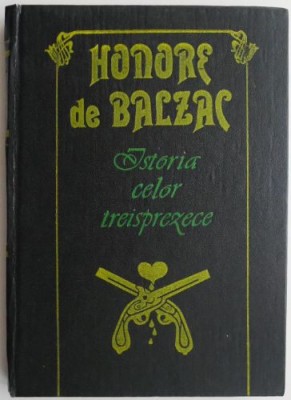 HONORE
de BALZAC
Istoria
celor
treisprezece